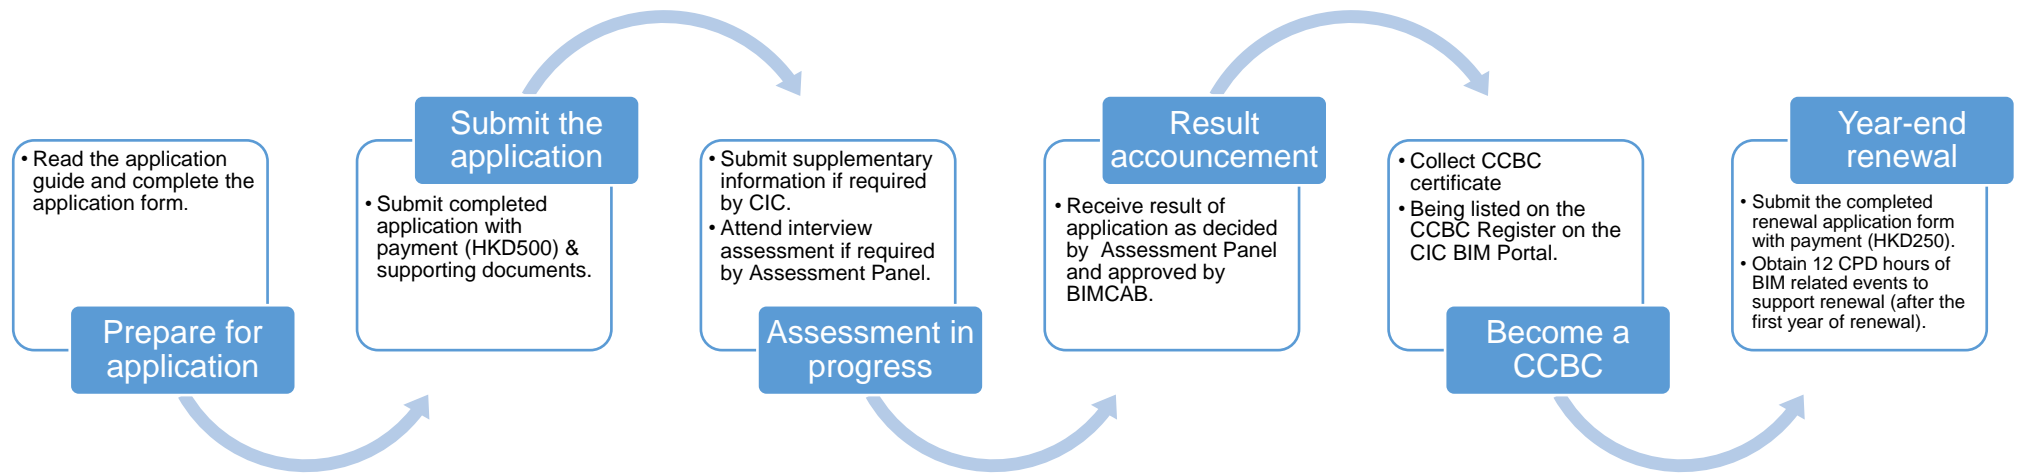 • Read the application
guide and complete the
application form.
Prepare for
application
Submit the
application
• Submit completed
application with
payment (HKD500) &
supporting documents.
• Submit supplementary
information if required
by CIC.
• Attend interview
assessment if required
by Assessment Panel.
Assessment in
progress
Result
accouncement
• Receive result of
application as decided
by Assessment Panel
and approved by
BIMCAB.
• Collect CCBC
certificate
• Being listed on the
CCBC Register on the
CIC BIM Portal.
Become a
CCBC
Year-end
renewal
• Submit the completed
renewal application form
with payment (HKD250).
• Obtain 12 CPD hours of
BIM related events to
support renewal (after the
first year of renewal).